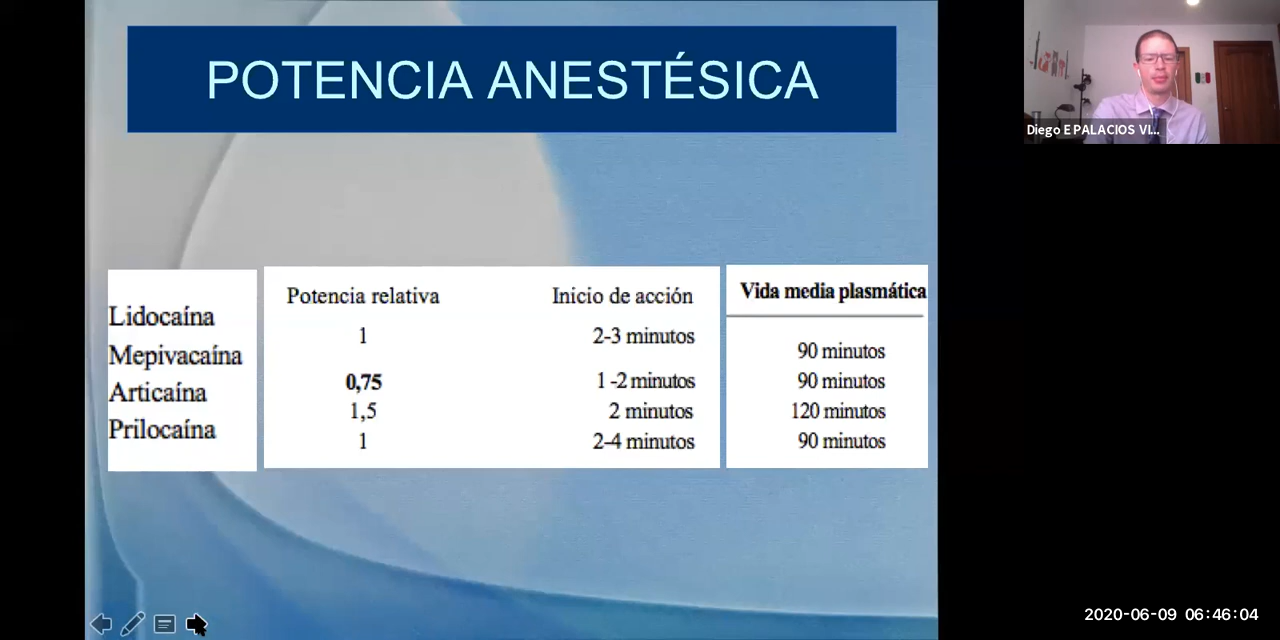 POTENCIA ANESTÉSICA
Diego E PALACIOS VI...
Lidocaína
Mepivacaína
Articaína
Prilocaína
Potencia relativa Inicio de acción
1 2-3 minutos
0,75 1 -2 minutos
1,5 2 minutos
1 2-4 minutos
Vida media plasmática
90 minutos
90 minutos
120 minutos
90 minutos
2020-06-09 06:46:04